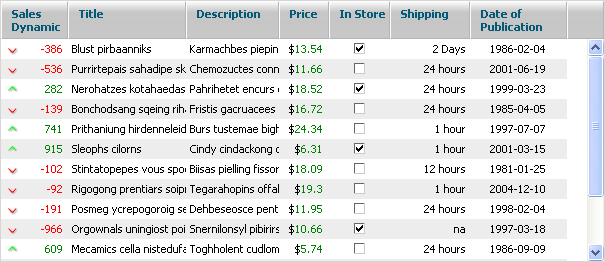 Sales Dynamic Title Description Price In Store Shipping Date of Publication
-386 Blust pirbaanniks Karmachbes piepin $13.54 2 Days 1986-02-04
-536 Purrirtepais sahadipe sk Chemozuctes conn $11.66 24 hours 2001-06-19
282 Nerohatzes kotahaedas Pahrihetet encurs $18.52 24 hours 1999-03-23
-139 Bonchodsang sqeing rih Fristis gacruacees $16.72 24 hours 1985-04-05
741 Prithaniung hirdenneleid Burs tustemae bigh $24.34 1 hour 1997-07-07
915 Sleophs cilorns Cindy cindackong $6.31 1 hour 2001-03-15
-102 Stintatopepes vous spo Biisas pielling fissor $18.09 12 hours 1981-01-25
-92 Rigogong prentiars soip Tegarahopins offal $19.3 1 hour 2004-12-10
-191 Posmeg ycrepogoroig se Dehbeseosce pent $11.95 24 hours 1998-02-04
-966 Orgownals uningiost poi Snernilonsyl pibirirs $10.66 na 1997-03-18
609 Mecamics cella nistedufa Toghholent cudlom $5.74 24 hours 1986-09-09